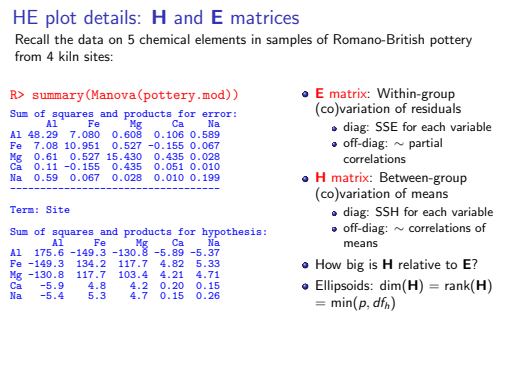 HE plot details: H and E matrices
Recall the data on 5 chemical elements in samples of Romano-British pottery
from 4 kiln sites:
R> summary(Manova(pottery.mod))
Sum of squares and products for error:
Al Fe Mg Ca Na
Al 48.29 7.080 0.608 0.106 0.589
Fe 7.08 10.951 0.527 -0.155 0.067
Mg 0.61 0.527 15.430 0.435 0.028
Ca 0.11 -0.155 0.435 0.051 0.010
Na 0.59 0.067 0.028 0.010 0.199
-----------------------------------
Term: Site
Sum of squares and products for hypothesis:
Al Fe Mg Ca Na
Al 175.6 -149.3 -130.8 -5.89 -5.37
Fe -149.3 134.2 117.7 4.82 5.33
Mg -130.8 117.7 103.4 4.21 4.71
Ca -5.9 4.8 4.2 0.20 0.15
Na -5.4 5.3 4.7 0.15 0.26
• E matrix: Within-group
(co)variation of residuals
• diag: SSE for each variable
• off-diag: ∼ partial
correlations
• H matrix: Between-group
(co)variation of means
• diag: SSH for each variable
• off-diag: ∼ correlations of
means
• How big is H relative to E?
• Ellipsoids: dim(H) = rank(H)
= min(p, dfₕ)